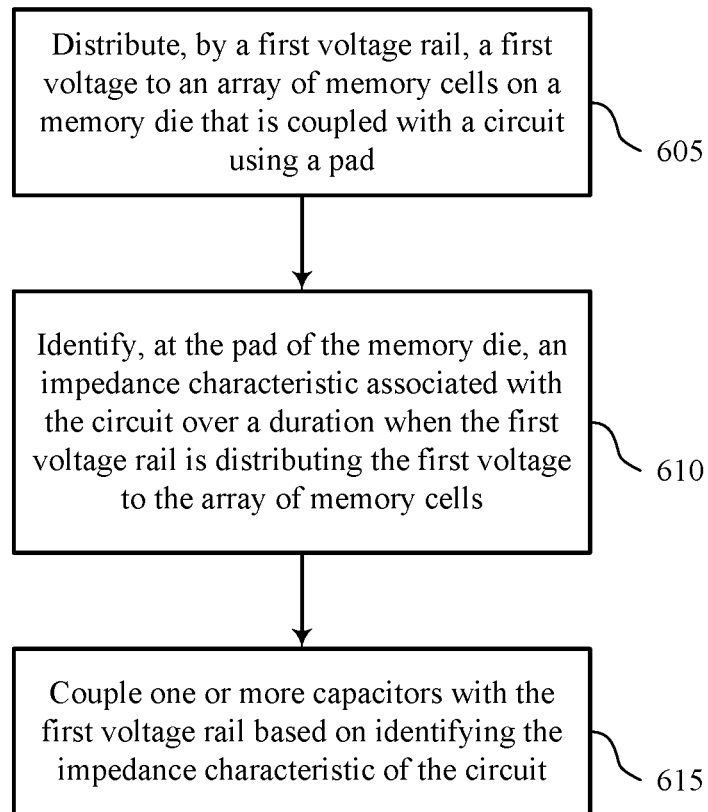 Distribute, by a first voltage rail, a first
voltage to an array of memory cells on a
memory die that is coupled with a circuit
using a pad
605
Identify, at the pad of the memory die, an
impedance characteristic associated with
the circuit over a duration when the first
voltage rail is distributing the first voltage
to the array of memory cells
610
Couple one or more capacitors with the
first voltage rail based on identifying the
impedance characteristic of the circuit
615